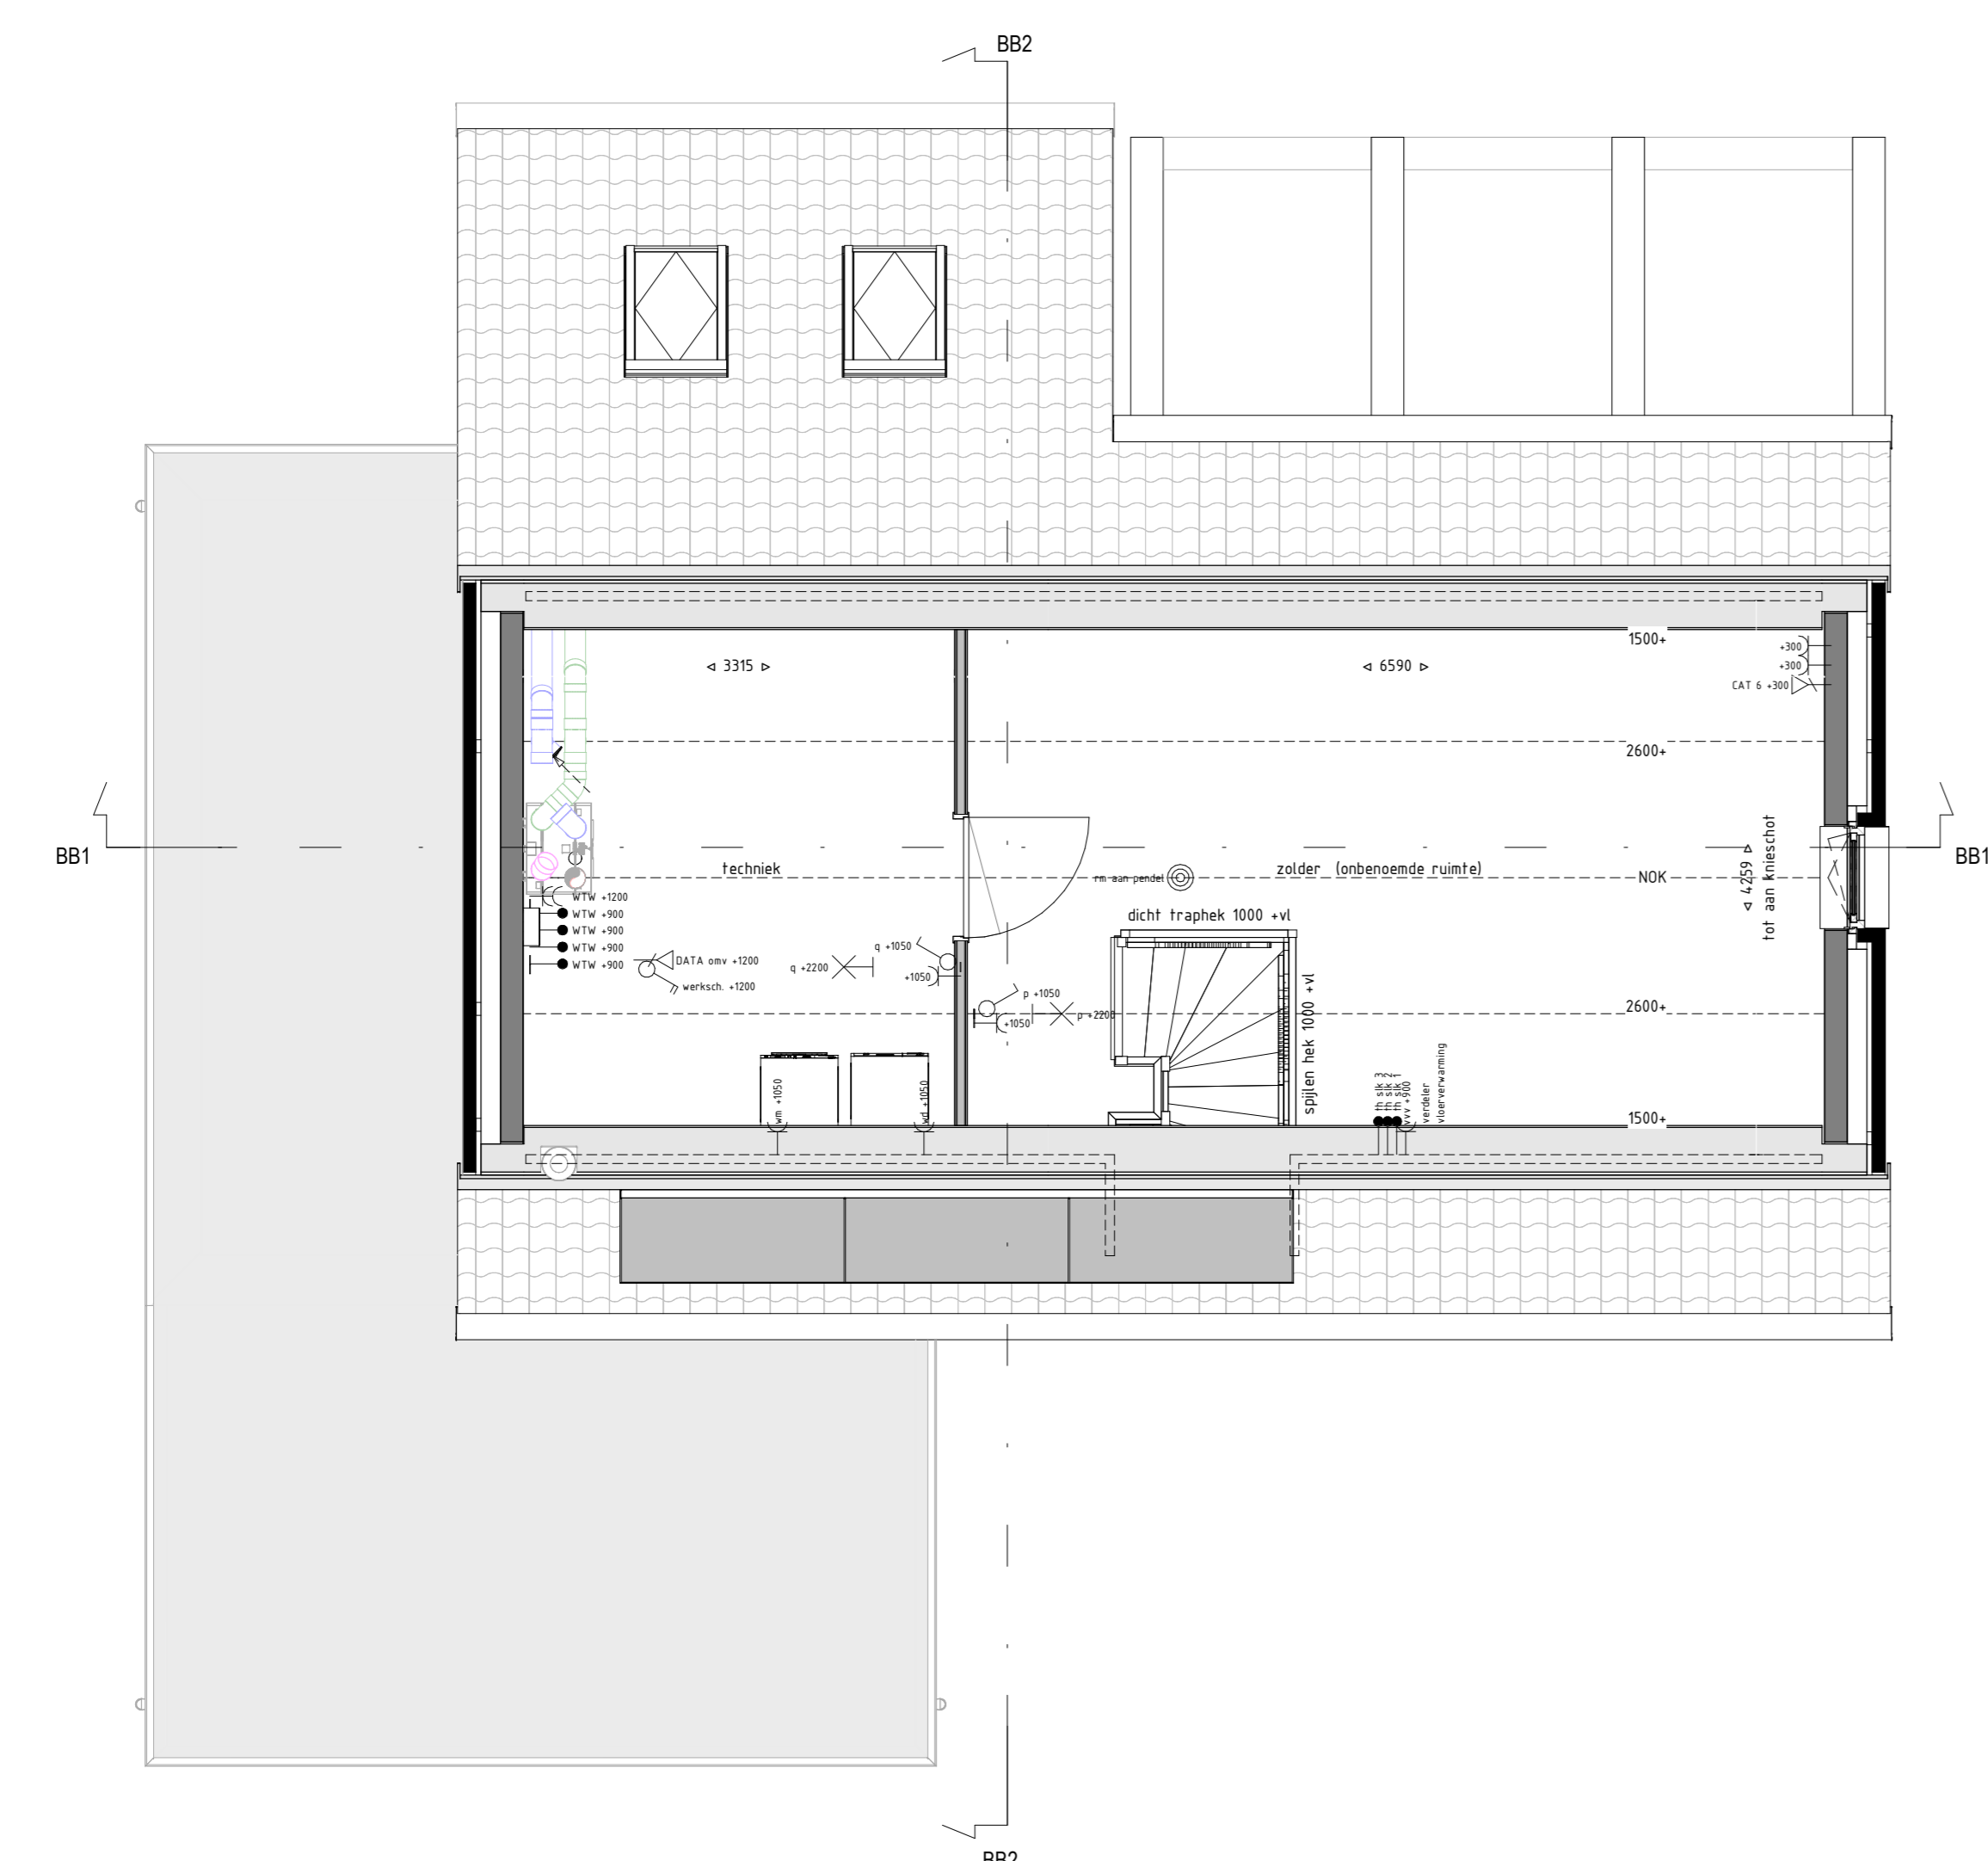 BB2
1500+
◃ 3315 ▹
◃ 6590 ▹
+300
+300
CAT 6 +300
2600+
BB1
BB1
techniek
rm aan pendel
zolder (onbenoemde ruimte)
NOK
◃ 4259 ▹
tot aan knieschot
WTW +1200
WTW +900
WTW +900
WTW +900
WTW +900
dicht traphek 1000 +vl
DATA omv +1200
werksch. +1200
q +2200
q +1050
+1050
p +1050
+1050
p +2200
2600+
spijlen hek 1000 +vl
wm +1050
wd +1050
th slk 3
th slk 2
th slk 1
vvv +900
verdeler
vloerverwarming
1500+
BB2